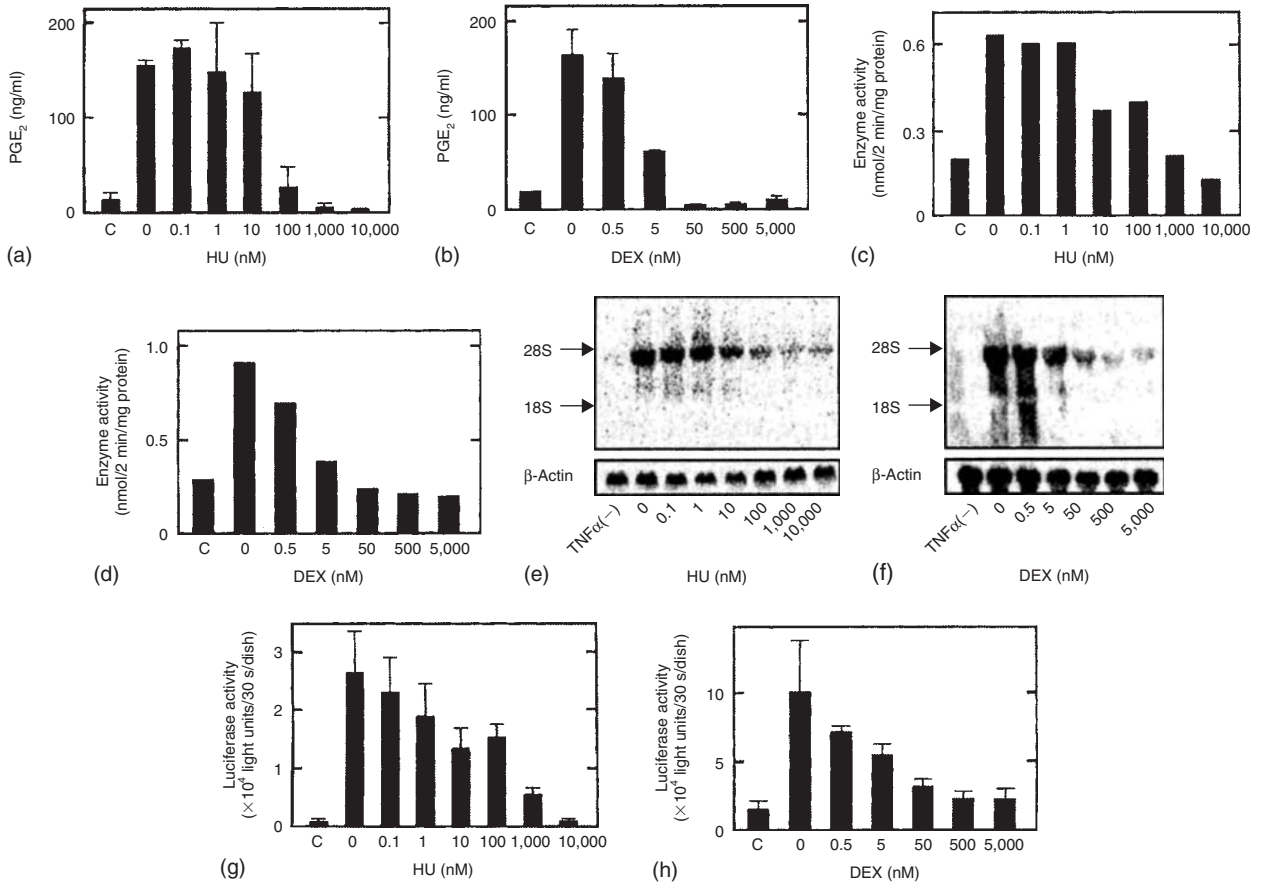 200
100
0
PGE₂ (ng/ml)
C 0 0.1 1 10 100 1,000 10,000
(a) HU (nM)
200
100
0
PGE₂ (ng/ml)
C 0 0.5 5 50 500 5,000
(b) DEX (nM)
0.6
0.3
0
Enzyme activity
(nmol/2 min/mg protein)
C 0 0.1 1 10 100 1,000 10,000
(c) HU (nM)
1.0
0.5
0
Enzyme activity
(nmol/2 min/mg protein)
C 0 0.5 5 50 500 5,000
(d) DEX (nM)
28S
18S
β-Actin
TNFα(−) 0 0.1 1 10 100 1,000 10,000
(e) HU (nM)
28S
18S
β-Actin
TNFα(−) 0 0.5 5 50 500 5,000
(f) DEX (nM)
3
2
1
0
Luciferase activity
(×10⁴ light units/30 s/dish)
C 0 0.1 1 10 100 1,000 10,000
(g) HU (nM)
10
5
0
Luciferase activity
(×10⁴ light units/30 s/dish)
C 0 0.5 5 50 500 5,000
(h) DEX (nM)